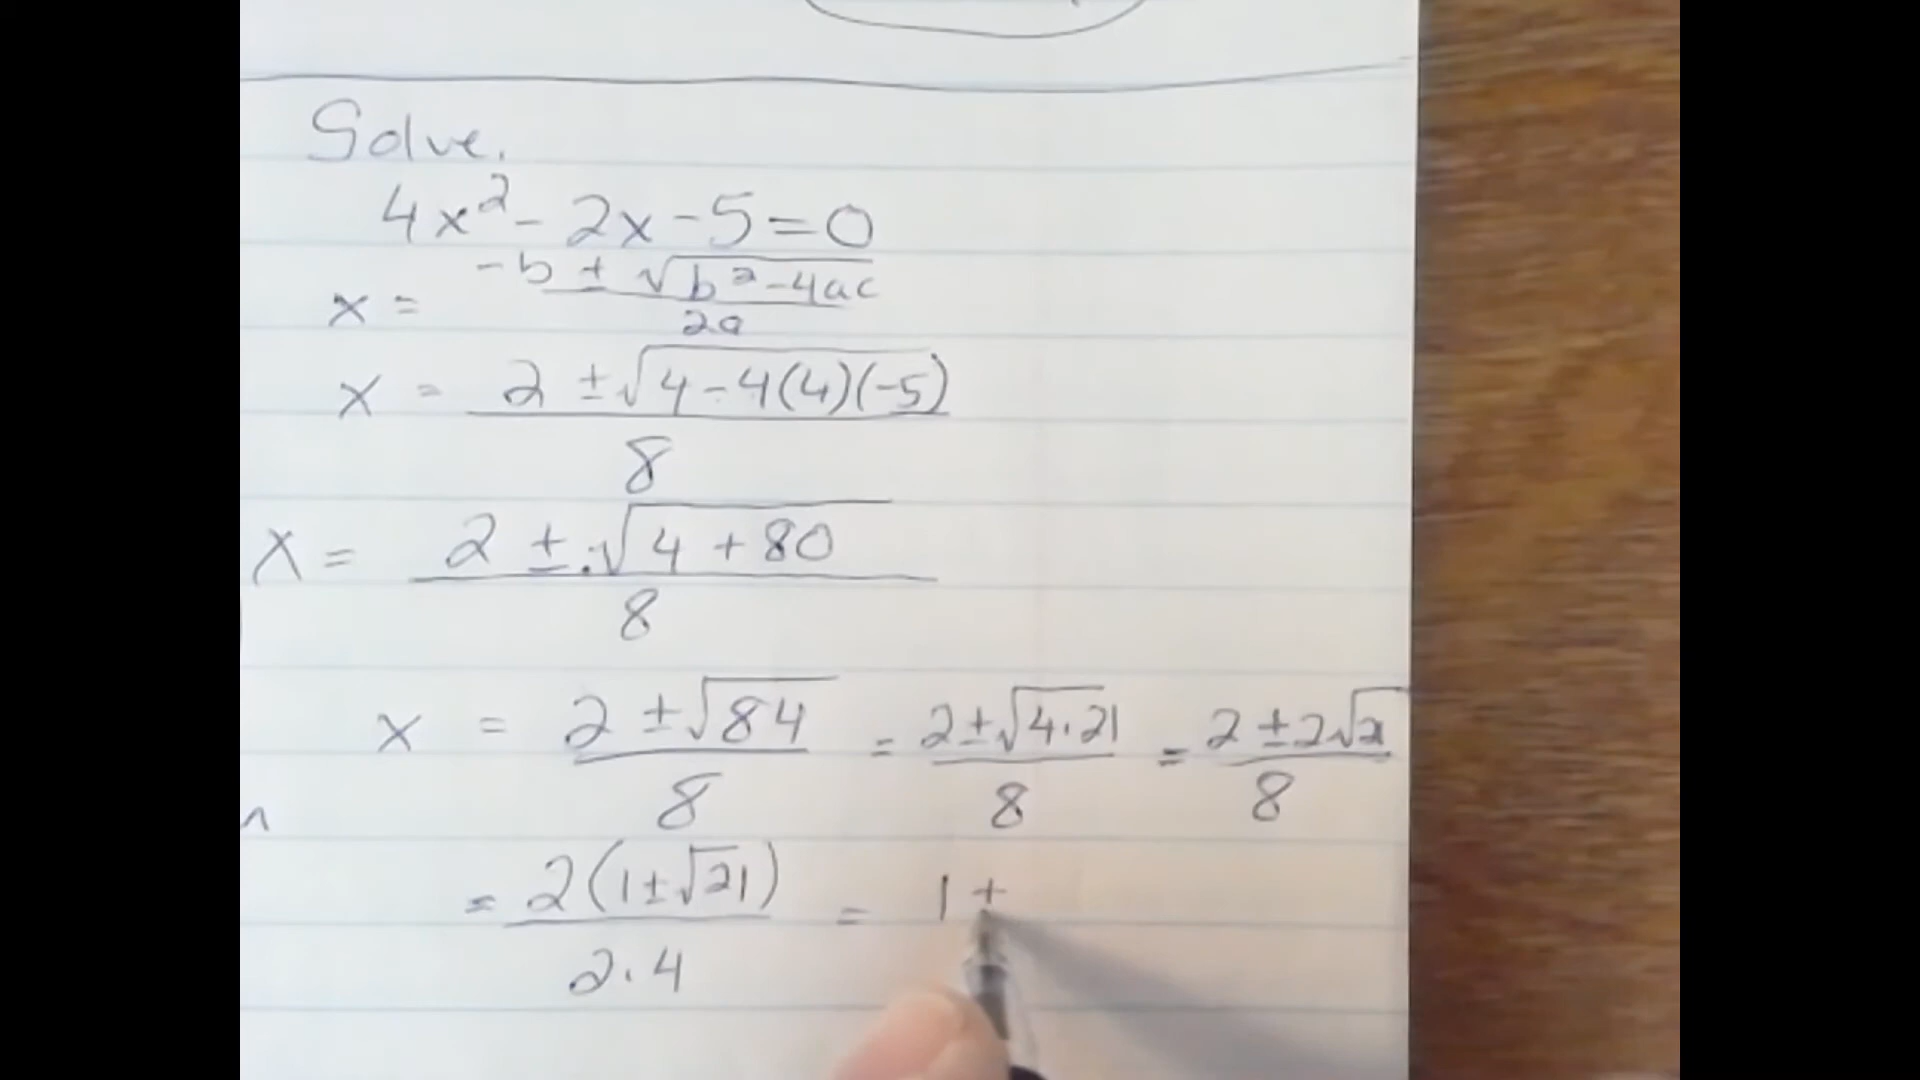 Solve.
4x² - 2x - 5 = 0
x = (-b ± √(b² - 4ac)) / 2a
x = (2 ± √(4 - 4(4)(-5))) / 8
x = (2 ± √(4 + 80)) / 8
x = (2 ± √84) / 8 = (2 ± √(4·21)) / 8 = (2 ± 2√21) / 8
= 2(1 ± √21) / 2·4 = 1 ±